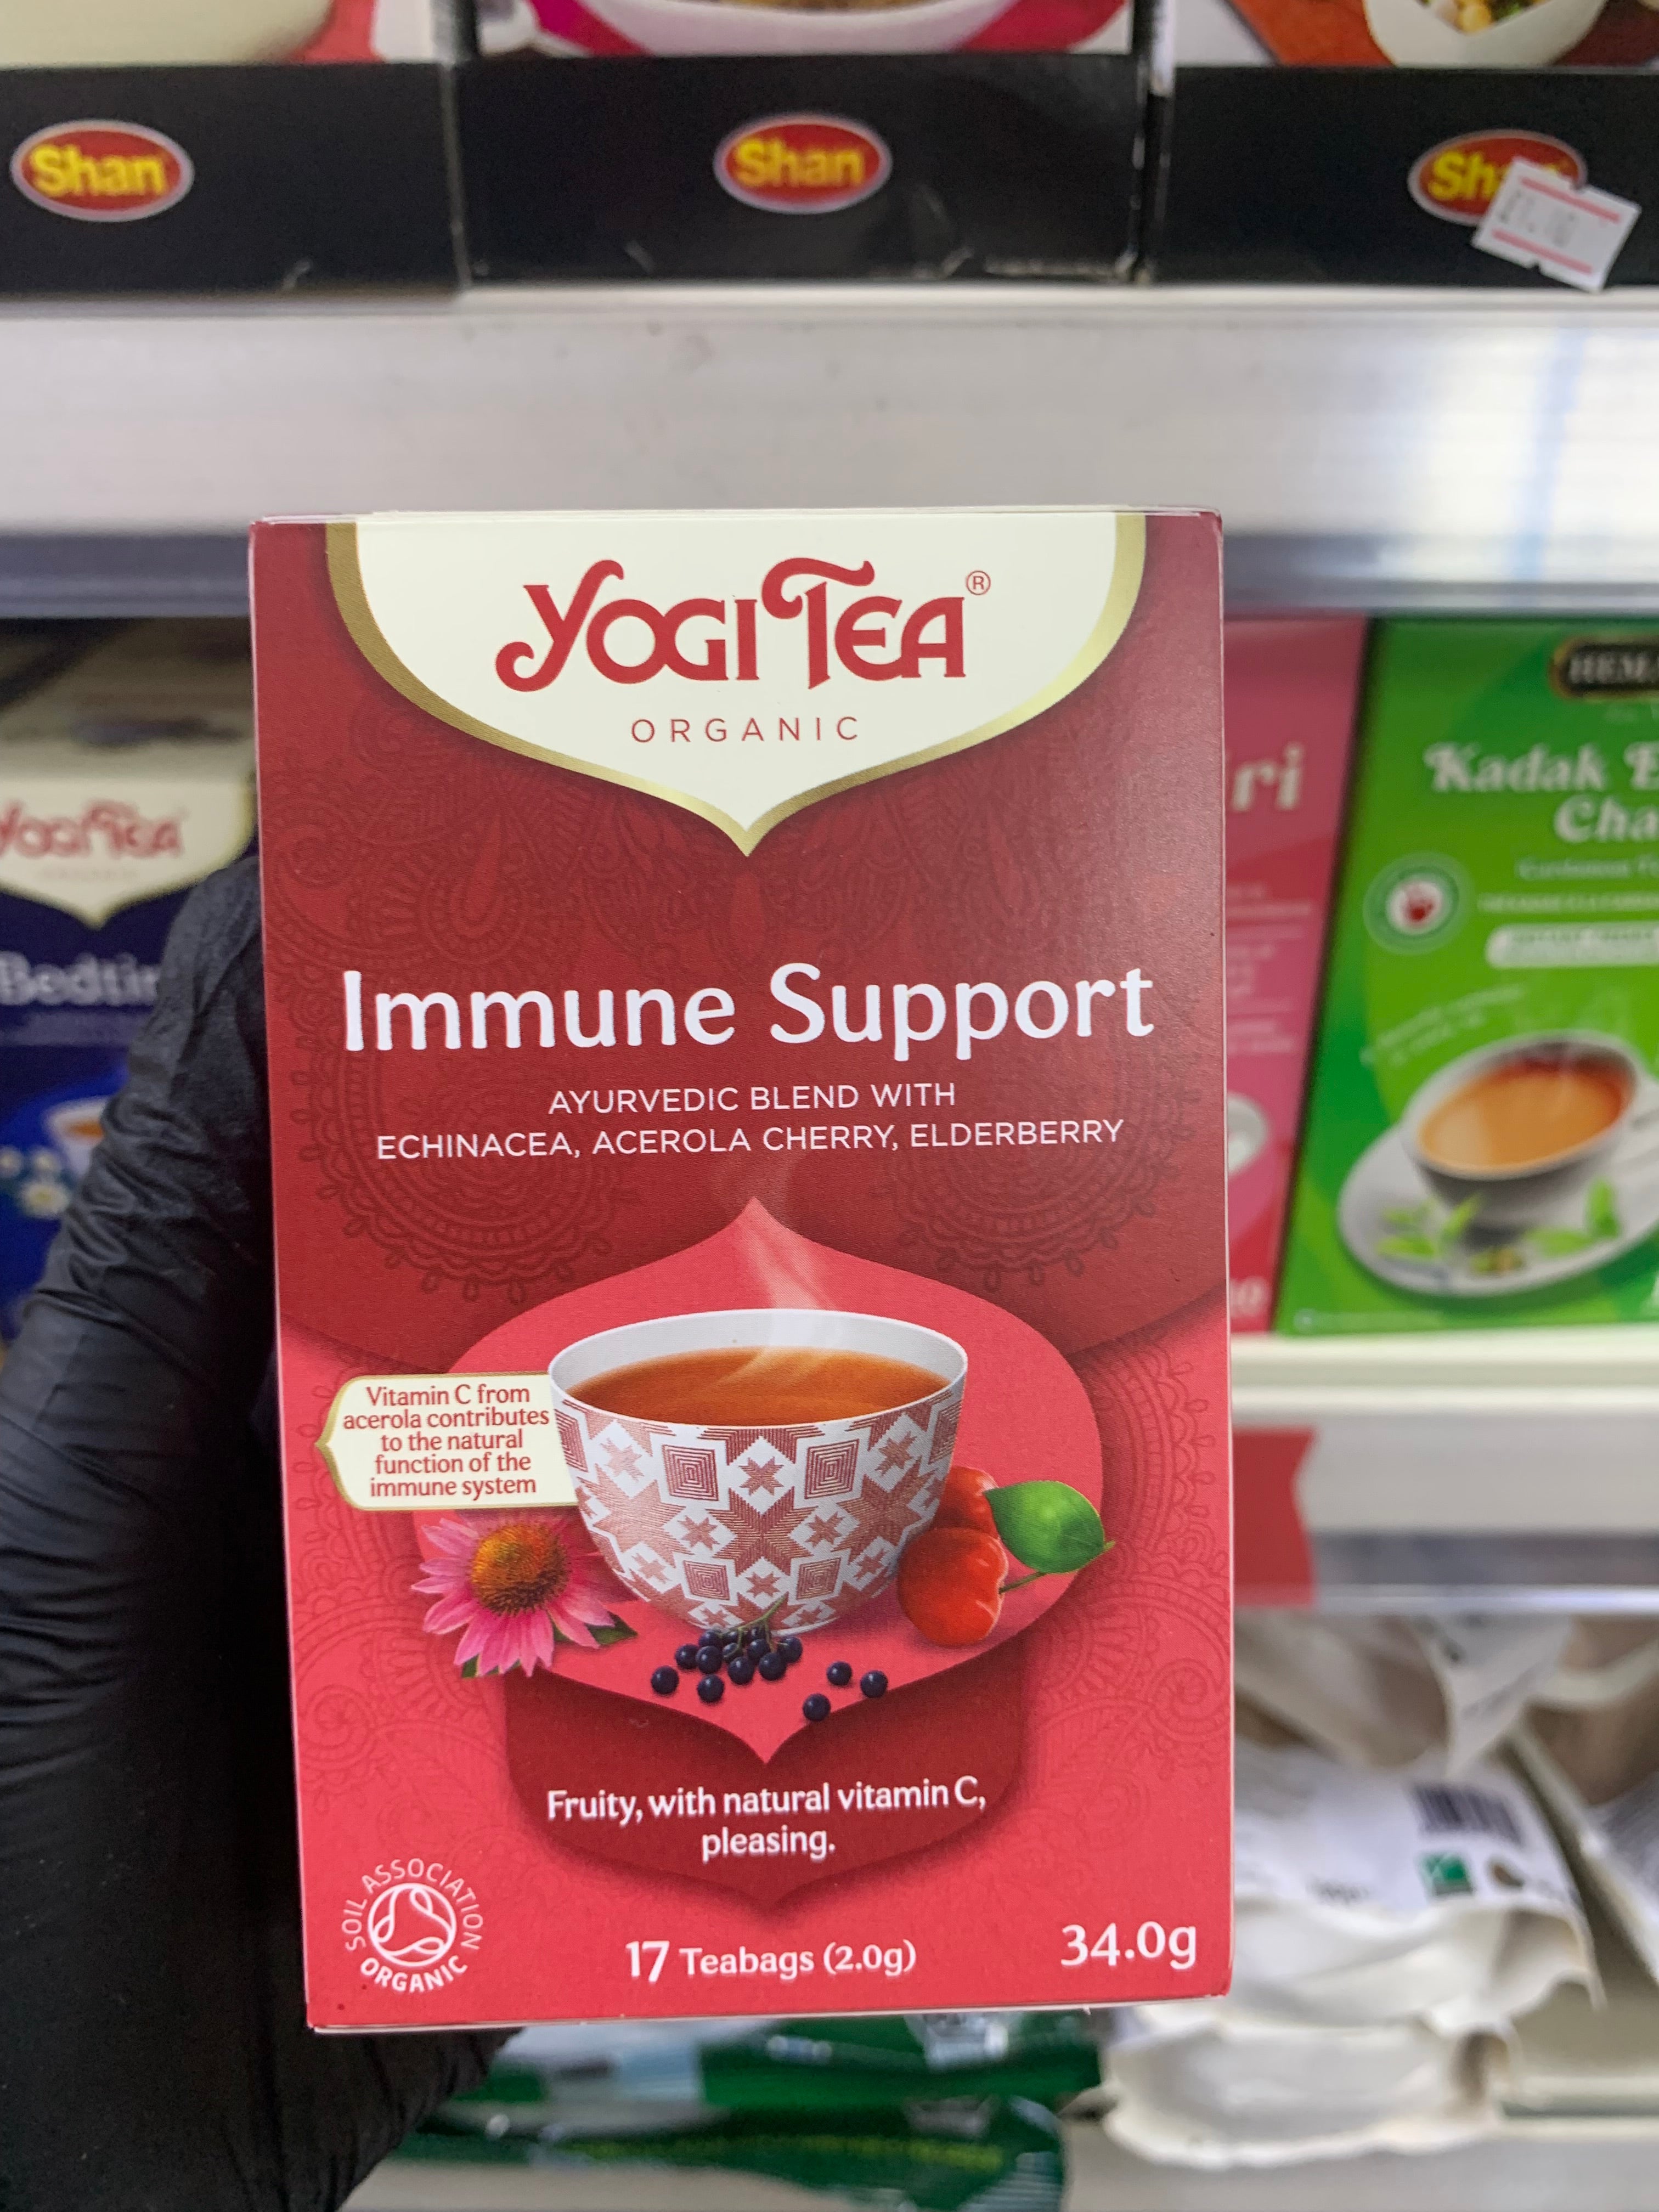 Shan
Shan
YOGI TEA®
ORGANIC
Immune Support
AYURVEDIC BLEND WITH
ECHINACEA, ACEROLA CHERRY, ELDERBERRY
Vitamin C from
acerola contributes
to the natural
function of the
immune system
Fruity, with natural vitamin C,
pleasing.
SOIL ASSOCIATION
ORGANIC
17 Teabags (2.0g)
34.0g
YOGI TEA
Kadak